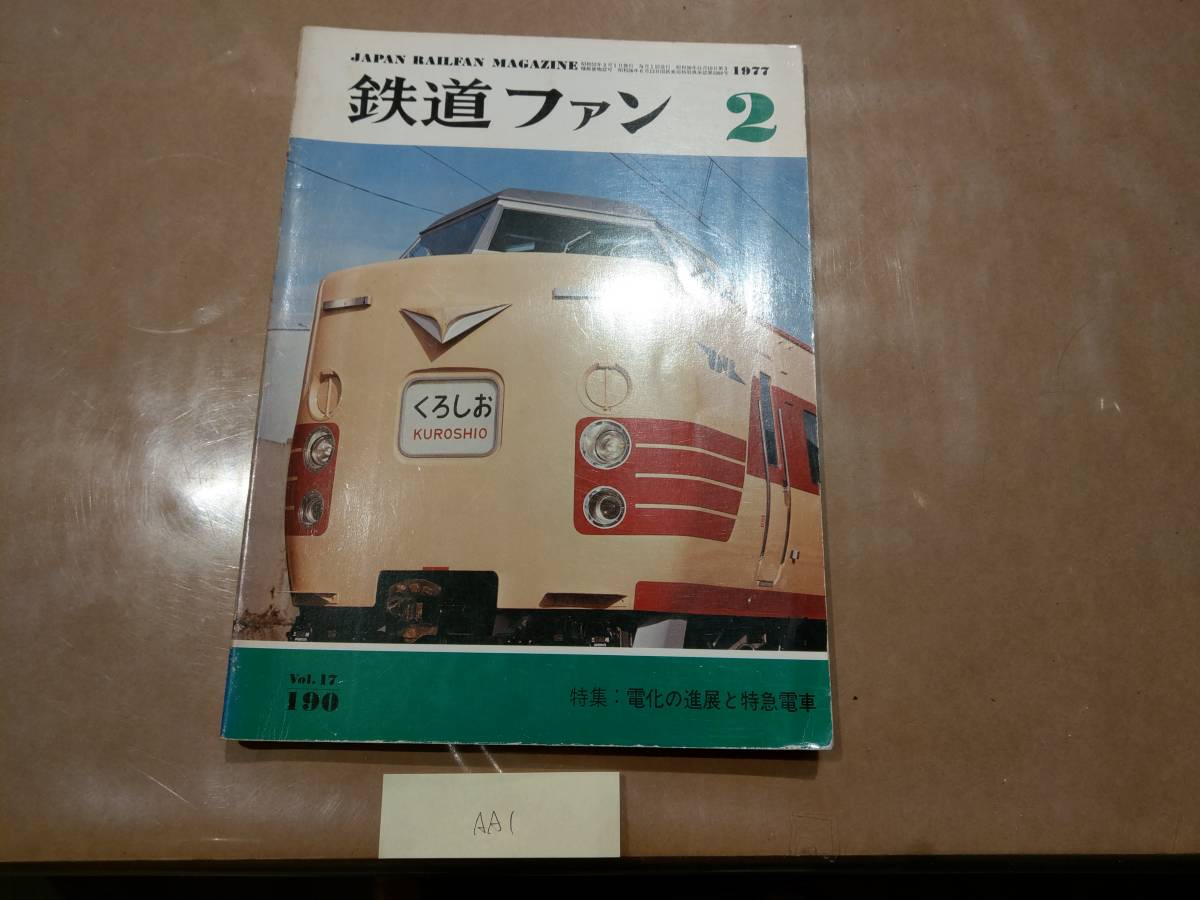 JAPAN RAILFAN MAGAZINE
1977
鉄道ファン 2
くろしお
KUROSHIO
JNR
Vol. 17
190
特集：電化の進展と特急電車
AA1